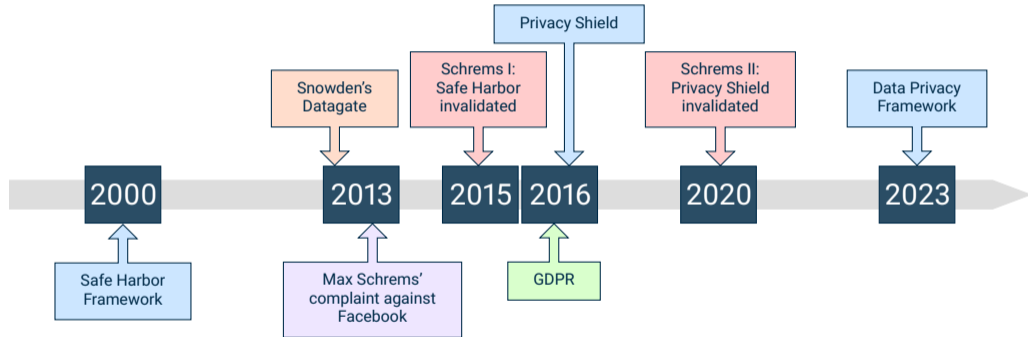 Privacy Shield
Snowden's
Datagate
Schrems I:
Safe Harbor
invalidated
Schrems II:
Privacy Shield
invalidated
Data Privacy
Framework
2000
2013
2015
2016
2020
2023
Safe Harbor
Framework
Max Schrems'
complaint against
Facebook
GDPR